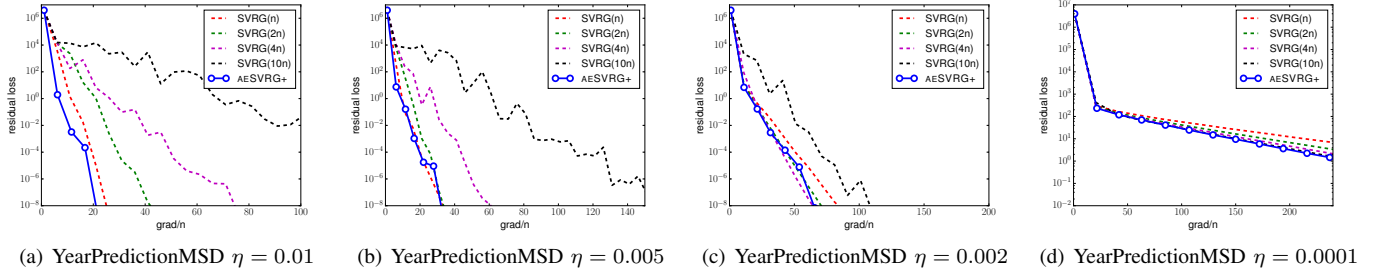 10^6
10^4
10^2
10^0
10^-2
10^-4
10^-6
10^-8
residual loss
0 20 40 60 80 100
grad/n
SVRG(n)
SVRG(2n)
SVRG(4n)
SVRG(10n)
AESVRG+
(a) YearPredictionMSD η = 0.01
10^6
10^4
10^2
10^0
10^-2
10^-4
10^-6
10^-8
residual loss
0 20 40 60 80 100 120 140
grad/n
SVRG(n)
SVRG(2n)
SVRG(4n)
SVRG(10n)
AESVRG+
(b) YearPredictionMSD η = 0.005
10^6
10^4
10^2
10^0
10^-2
10^-4
10^-6
10^-8
residual loss
0 50 100 150 200
grad/n
SVRG(n)
SVRG(2n)
SVRG(4n)
SVRG(10n)
AESVRG+
(c) YearPredictionMSD η = 0.002
10^7
10^6
10^5
10^4
10^3
10^2
10^1
10^0
10^-1
10^-2
residual loss
0 50 100 150 200
grad/n
SVRG(n)
SVRG(2n)
SVRG(4n)
SVRG(10n)
AESVRG+
(d) YearPredictionMSD η = 0.0001